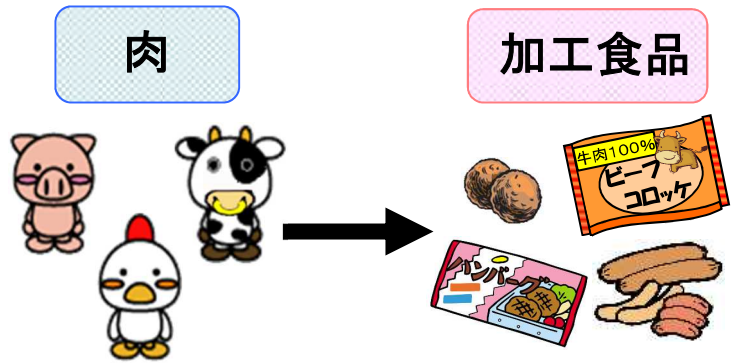 肉
加工食品
牛肉100%
ビーフ
コロッケ
ハンバーグ